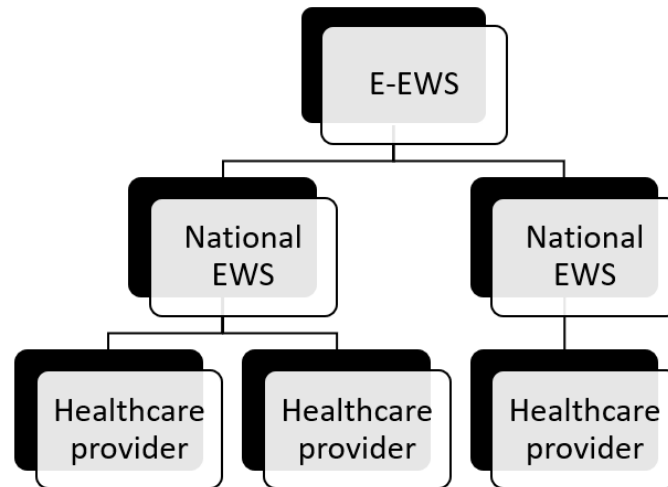 E-EWS
National
EWS
National
EWS
Healthcare
provider
Healthcare
provider
Healthcare
provider